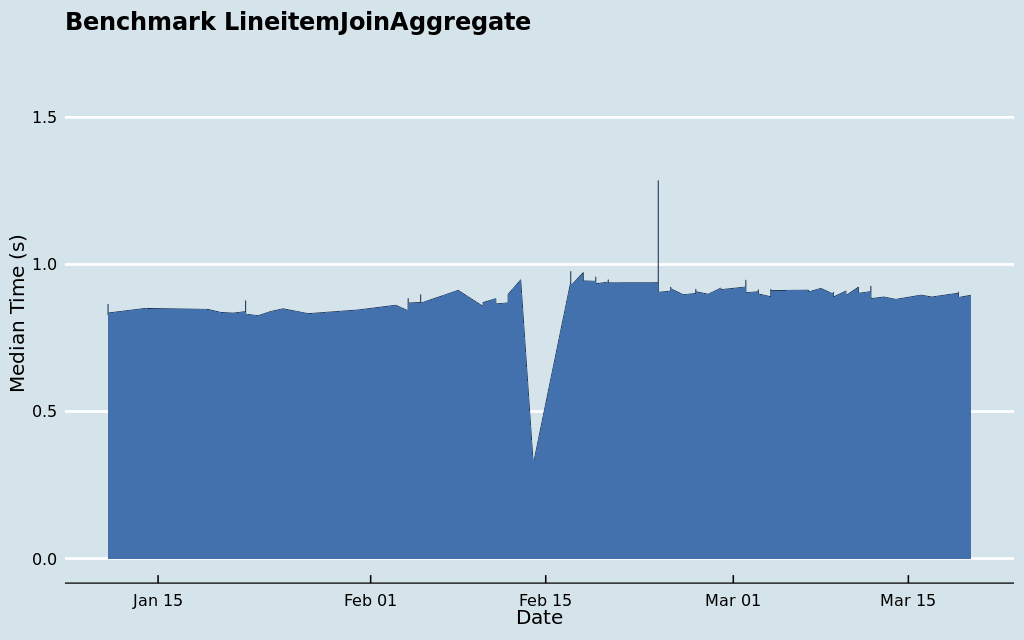 Benchmark LineitemJoinAggregate
1.5
1.0
0.5
0.0
Median Time (s)
Jan 15 Feb 01 Feb 15 Mar 01 Mar 15
Date